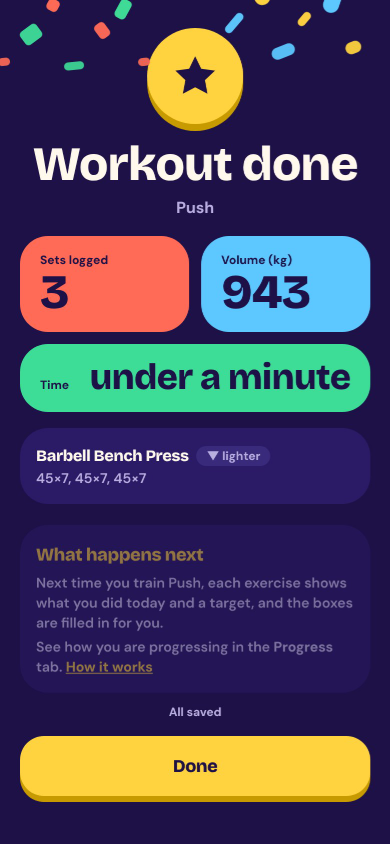 Workout done
Push
Sets logged
3
Volume (kg)
943
Time under a minute
Barbell Bench Press ▼ lighter
45×7, 45×7, 45×7
What happens next
Next time you train Push, each exercise shows
what you did today and a target, and the boxes
are filled in for you.
See how you are progressing in the Progress
tab. How it works
All saved
Done